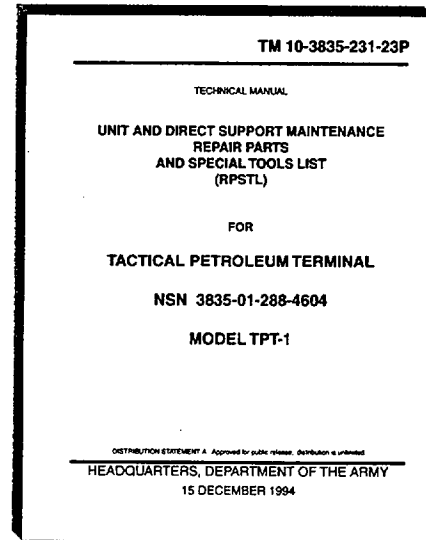 TM 10-3835-231-23P
TECHNICAL MANUAL
UNIT AND DIRECT SUPPORT MAINTENANCE
REPAIR PARTS
AND SPECIAL TOOLS LIST
(RPSTL)
FOR
TACTICAL PETROLEUM TERMINAL
NSN 3835-01-288-4604
MODEL TPT-1
DISTRIBUTION STATEMENT A Approved for public release, distribution is unlimited
HEADQUARTERS, DEPARTMENT OF THE ARMY
15 DECEMBER 1994